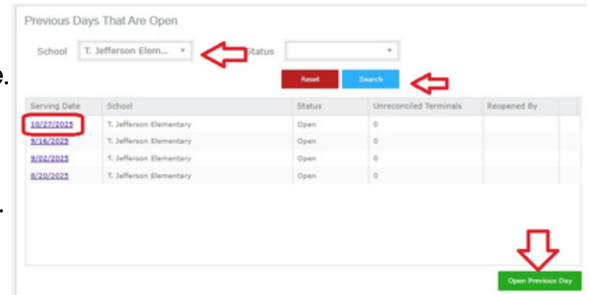 Previous Days That Are Open
School T. Jefferson Elem... Status
e.
Reset Search
Serving Date School Status Unreconciled Terminals Reopened By
10/27/2025 T. Jefferson Elementary Open 0
9/16/2025 T. Jefferson Elementary Open 0
9/02/2025 T. Jefferson Elementary Open 0
8/20/2025 T. Jefferson Elementary Open 0
.
Open Previous Day